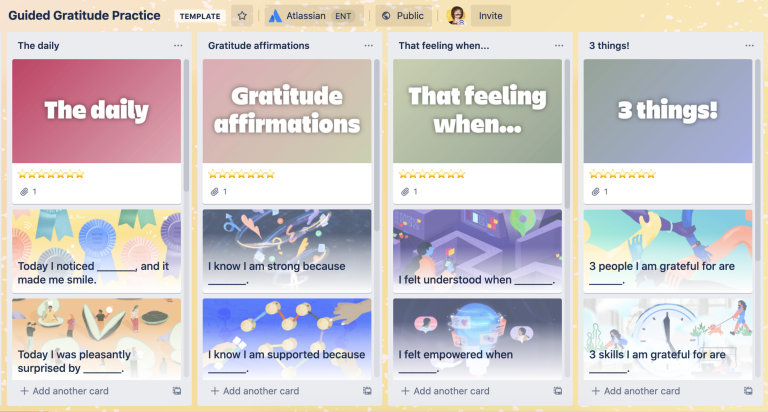 Guided Gratitude Practice
TEMPLATE
Atlassian ENT
Public
Invite
The daily
The daily
1
Today I noticed _______, and it
made me smile.
Today I was pleasantly
surprised by _______.
Add another card
Gratitude affirmations
Gratitude
affirmations
1
I know I am strong because
_______.
I know I am supported because
_______.
Add another card
That feeling when...
That feeling
when...
1
I felt understood when _______.
I felt empowered when
_______.
Add another card
3 things!
3 things!
1
3 people I am grateful for are
______.
3 skills I am grateful for are
______.
Add another card